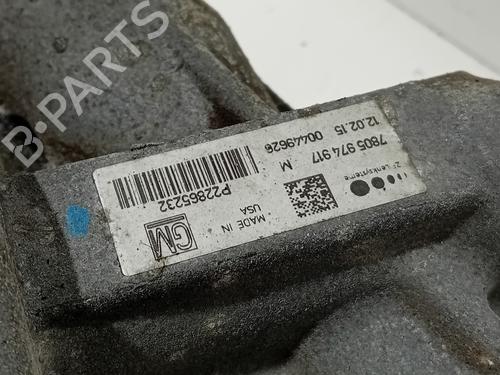 B-PARTS
ZF Lenksysteme
7805 974 917 M
12.02.15 00449626
P22865232
MADE IN
USA
GM